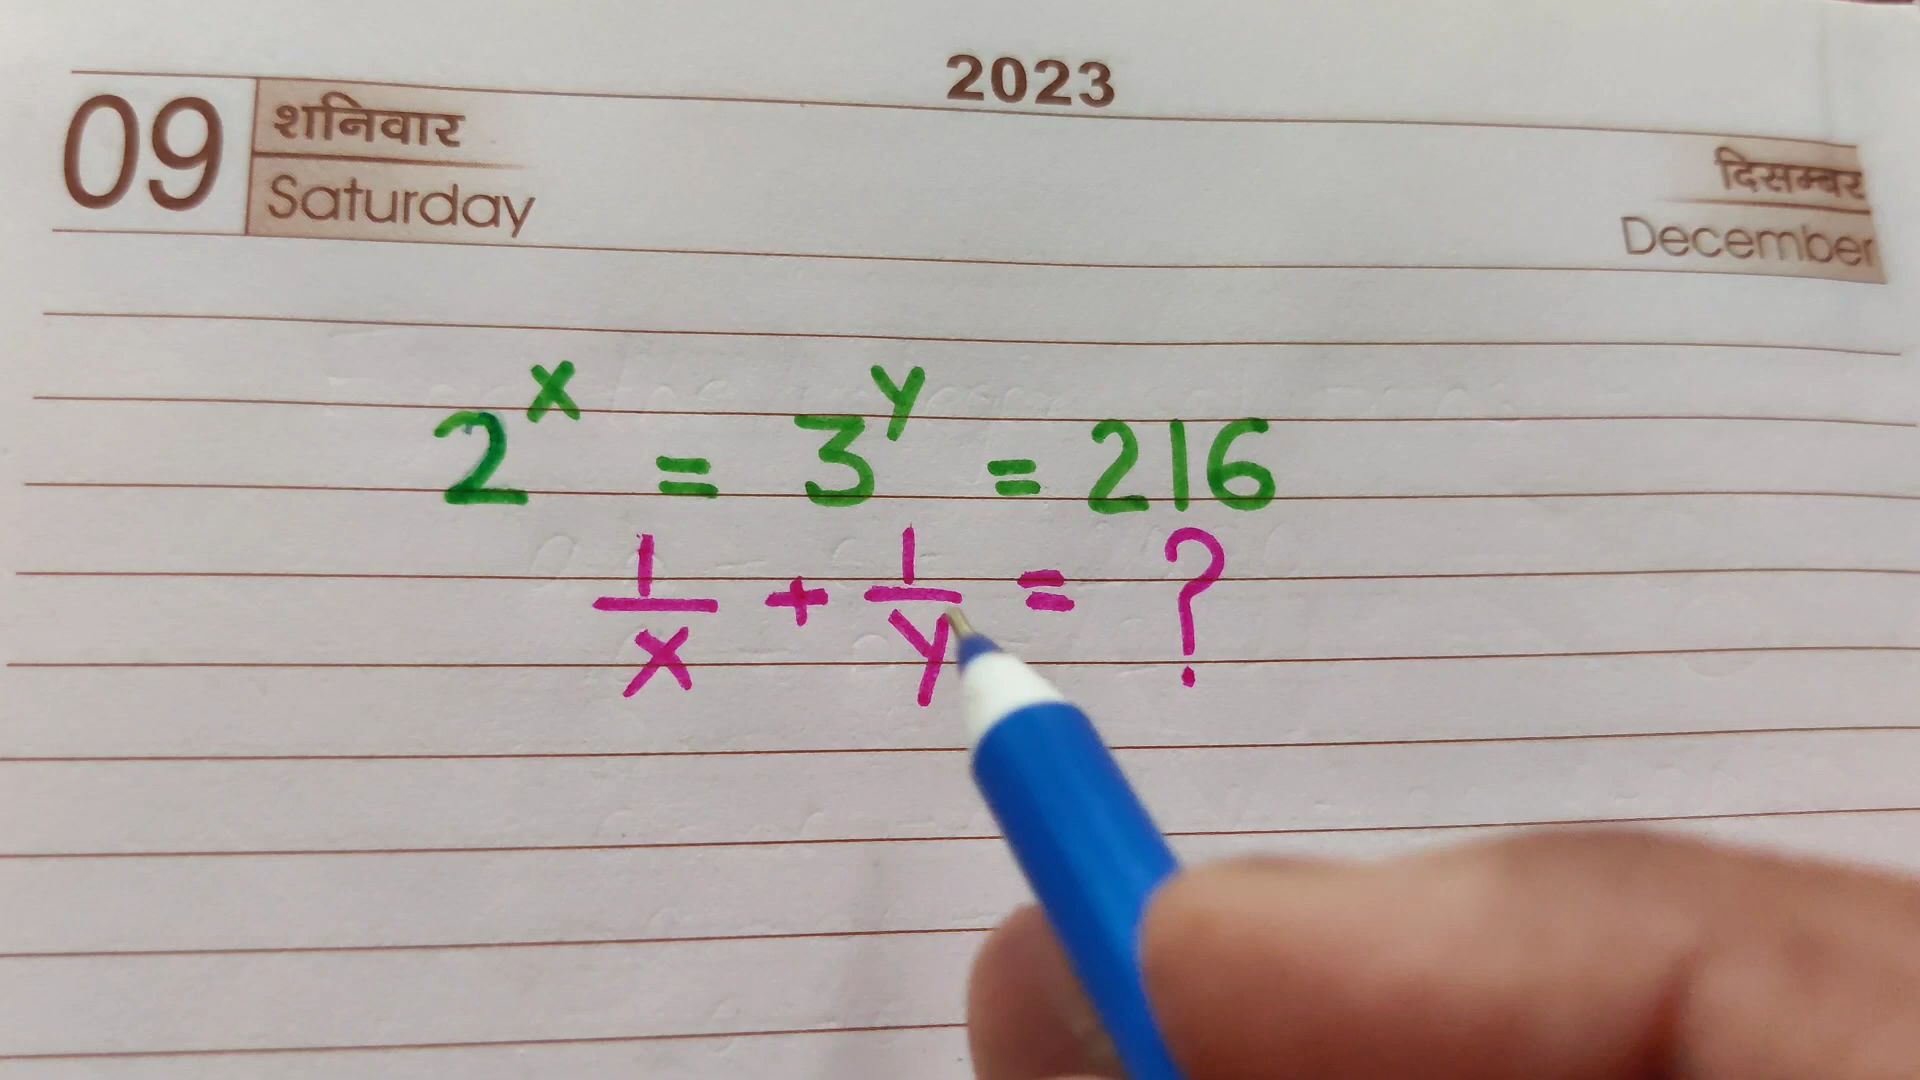 2023
09
शनिवार
Saturday
दिसम्बर
December
2^x = 3^y = 216
1/x + 1/y = ?